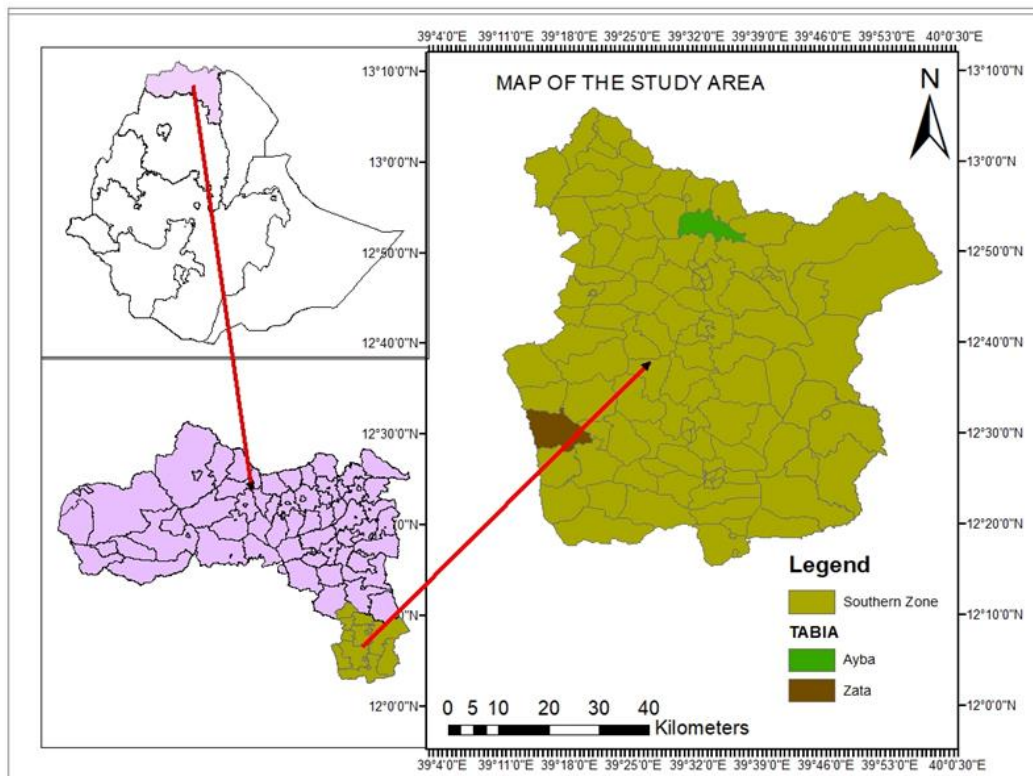 39°4'0"E 39°11'0"E 39°18'0"E 39°25'0"E 39°32'0"E 39°39'0"E 39°46'0"E 39°53'0"E 40°0'30"E
MAP OF THE STUDY AREA
N
13°10'0"N 13°10'0"N
13°0'0"N 13°0'0"N
12°50'0"N 12°50'0"N
12°40'0"N 12°40'0"N
12°30'0"N 12°30'0"N
0'0"N 12°20'0"N
0'0"N 12°10'0"N
12°0'0"N 12°0'0"N
Legend
Southern Zone
TABIA
Ayba
Zata
0 5 10 20 30 40
Kilometers
39°4'0"E 39°11'0"E 39°18'0"E 39°25'0"E 39°32'0"E 39°39'0"E 39°46'0"E 39°53'0"E 40°0'30"E